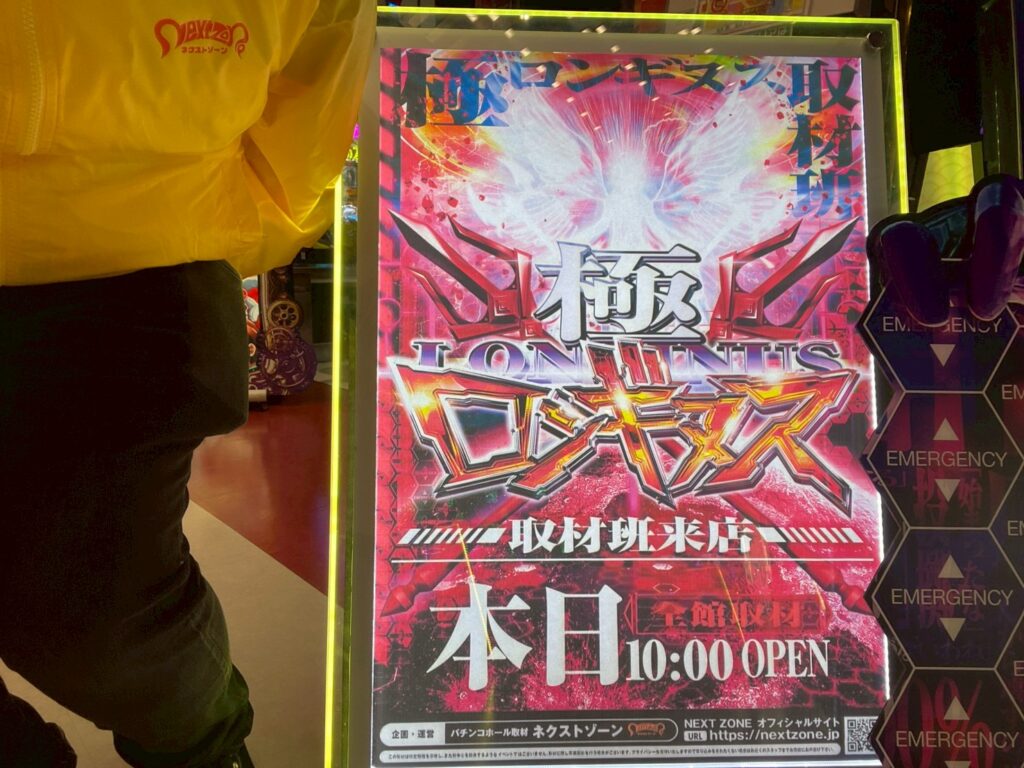 NextZone
ネクストゾーン
極 ロンギヌス 取材班
極
LONGINUS
ロンギヌス
取材班来店
本日
全館取材
10:00 OPEN
企画・運営 パチンコホール取材 ネクストゾーン
NEXT ZONE オフィシャルサイト
URL https://nextzone.jp
EMERGENCY
EMERGENCY
EMERGENCY
EMERGENCY